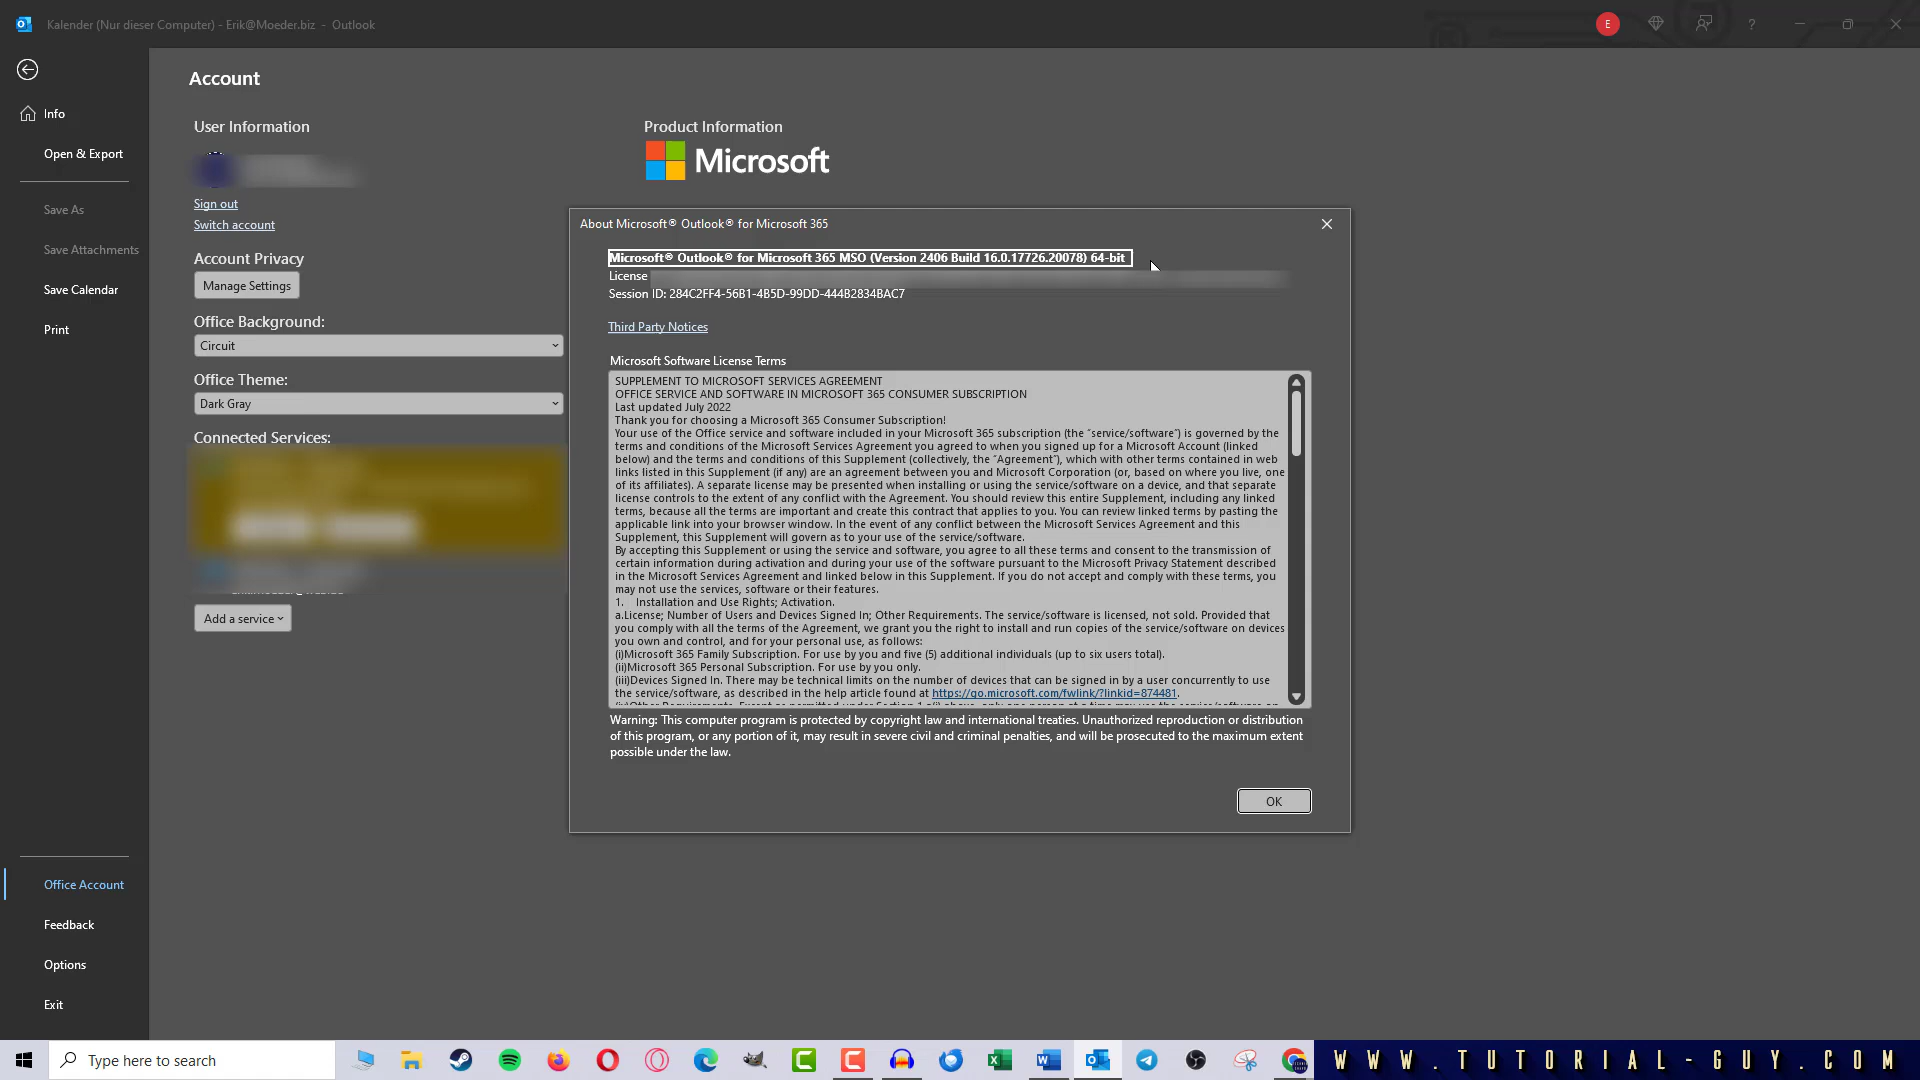 Kalender (Nur dieser Computer) - Erik@Moeder.biz - Outlook
E
?
Account
Info
Open & Export
Save As
Save Attachments
Save Calendar
Print
Office Account
Feedback
Options
Exit
User Information
Sign out
Switch account
Account Privacy
Manage Settings
Office Background:
Circuit
Office Theme:
Dark Gray
Connected Services:
Add a service
Product Information
Microsoft
About Microsoft® Outlook® for Microsoft 365
Microsoft® Outlook® for Microsoft 365 MSO (Version 2406 Build 16.0.17726.20078) 64-bit
License
Session ID: 284C2FF4-56B1-4B5D-99DD-444B2834BAC7
Third Party Notices
Microsoft Software License Terms
SUPPLEMENT TO MICROSOFT SERVICES AGREEMENT
OFFICE SERVICE AND SOFTWARE IN MICROSOFT 365 CONSUMER SUBSCRIPTION
Last updated July 2022
Thank you for choosing a Microsoft 365 Consumer Subscription!
Your use of the Office service and software included in your Microsoft 365 subscription (the “service/software”) is governed by the
terms and conditions of the Microsoft Services Agreement you agreed to when you signed up for a Microsoft Account (linked
below) and the terms and conditions of this Supplement (collectively, the “Agreement”), which with other terms contained in web
links listed in this Supplement (if any) are an agreement between you and Microsoft Corporation (or, based on where you live, one
of its affiliates). A separate license may be presented when installing or using the service/software on a device, and that separate
license controls to the extent of any conflict with the Agreement. You should review this entire Supplement, including any linked
terms, because all the terms are important and create this contract that applies to you. You can review linked terms by pasting the
applicable link into your browser window. In the event of any conflict between the Microsoft Services Agreement and this
Supplement, this Supplement will govern as to your use of the service/software.
By accepting this Supplement or using the service and software, you agree to all these terms and consent to the transmission of
certain information during activation and during your use of the software pursuant to the Microsoft Privacy Statement described
in the Microsoft Services Agreement and linked below in this Supplement. If you do not accept and comply with these terms, you
may not use the services, software or their features.
1. Installation and Use Rights; Activation.
a.License; Number of Users and Devices Signed In; Other Requirements. The service/software is licensed, not sold. Provided that
you comply with all the terms of the Agreement, we grant you the right to install and run copies of the service/software on devices
you own and control, and for your personal use, as follows:
(i)Microsoft 365 Family Subscription. For use by you and five (5) additional individuals (up to six users total).
(ii)Microsoft 365 Personal Subscription. For use by you only.
(iii)Devices Signed In. There may be technical limits on the number of devices that can be signed in by a user concurrently to use
the service/software, as described in the help article found at https://go.microsoft.com/fwlink/?linkid=874481.
Warning: This computer program is protected by copyright law and international treaties. Unauthorized reproduction or distribution
of this program, or any portion of it, may result in severe civil and criminal penalties, and will be prosecuted to the maximum extent
possible under the law.
OK
Type here to search
WWW.TUTORIAL-GUY.COM